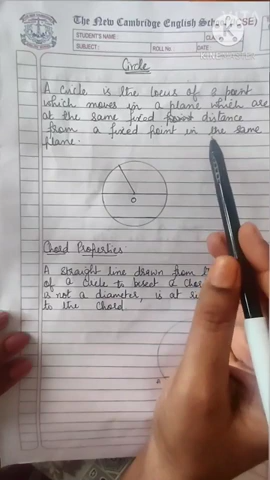 The New Cambridge English School (CBSE)
STUDENT'S NAME :
SUBJECT :
ROLL No.
DATE
Circle
A circle is the locus of a point
which moves in a plane which are
at the same fixed point distance
from a fixed point in the same
plane.
O
Chord Properties:
A straight line drawn from
of a circle to bisect a
is not a diameter, is at
to the chord